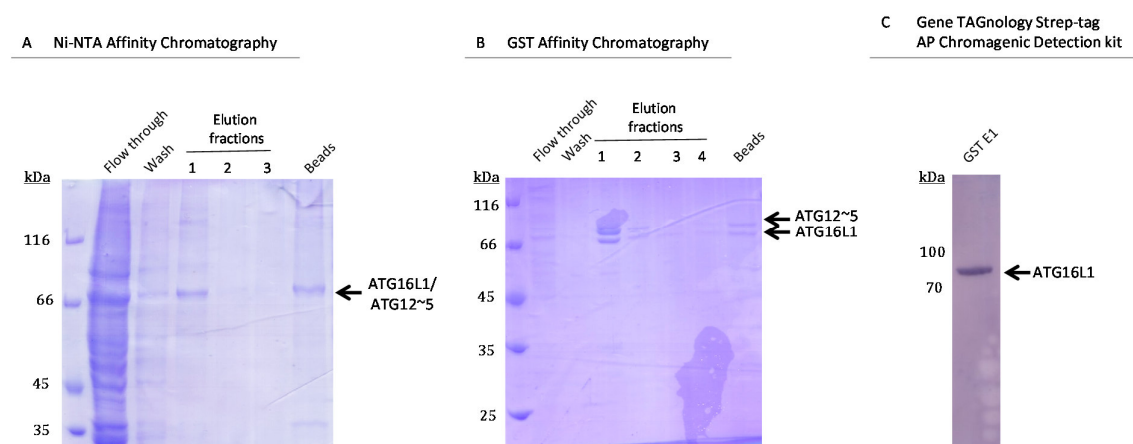 A Ni-NTA Affinity Chromatography
Flow through
Wash
Elution
fractions
1 2 3
Beads
kDa
116
66
45
35
ATG16L1/
ATG12~5
B GST Affinity Chromatography
Flow through
Wash
Elution
fractions
1 2 3 4
Beads
kDa
116
66
45
35
25
ATG12~5
ATG16L1
C Gene TAGnology Strep-tag
AP Chromagenic Detection kit
GST E1
kDa
100
70
ATG16L1